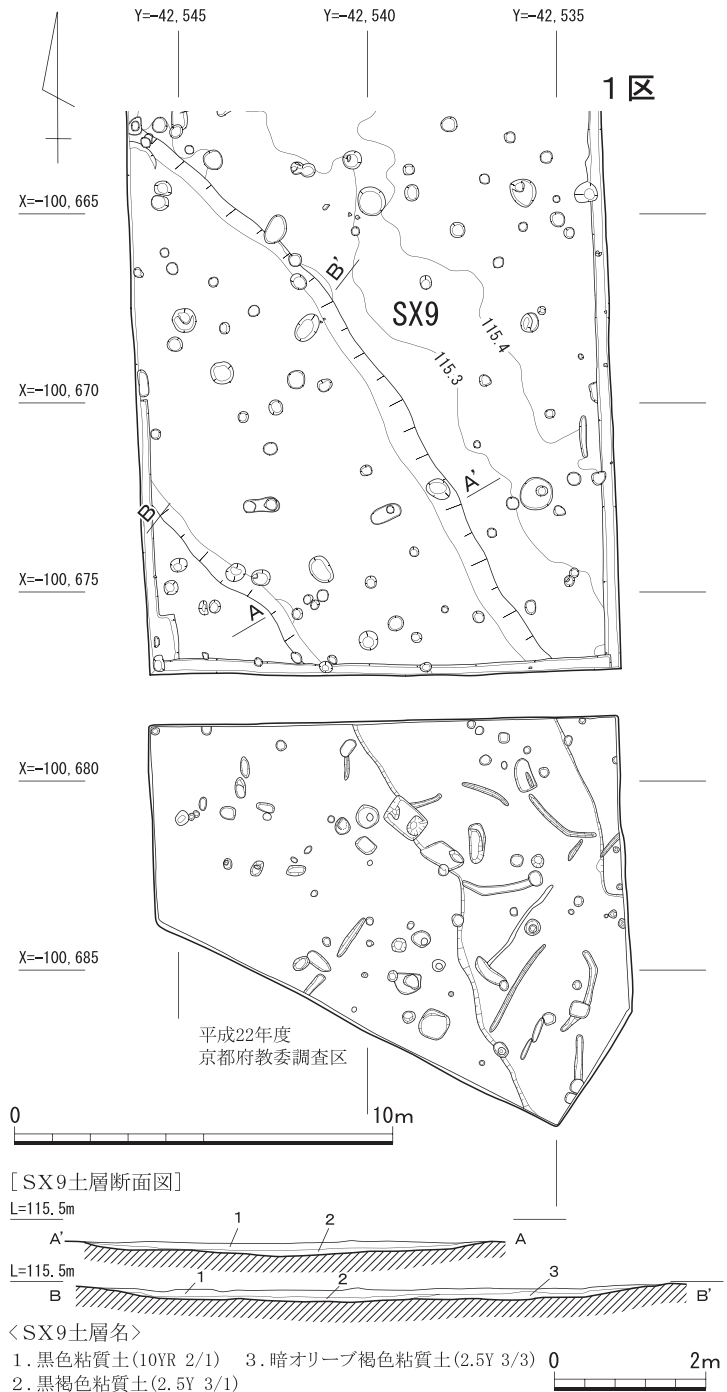 Y=-42,545
Y=-42,540
Y=-42,535
1区
X=-100,665
B'
SX9
115.4
115.3
X=-100,670
A'
B
A
X=-100,675
X=-100,680
X=-100,685
平成22年度
京都府教委調査区
0
10m
[SX9土層断面図]
L=115.5m
A'
1
2
A
L=115.5m
B
1
2
3
B'
<SX9土層名>
1.黒色粘質土(10YR 2/1) 3.暗オリーブ褐色粘質土(2.5Y 3/3)
2.黒褐色粘質土(2.5Y 3/1)
0
2m